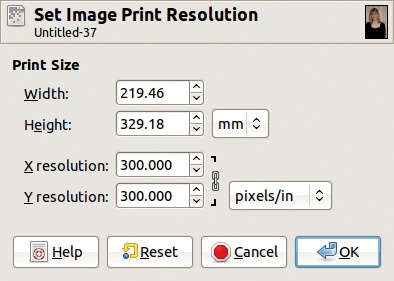 Set Image Print Resolution
Untitled-37
Print Size
Width: 219.46
Height: 329.18 mm
X resolution: 300.000
Y resolution: 300.000 pixels/in
Help Reset Cancel OK